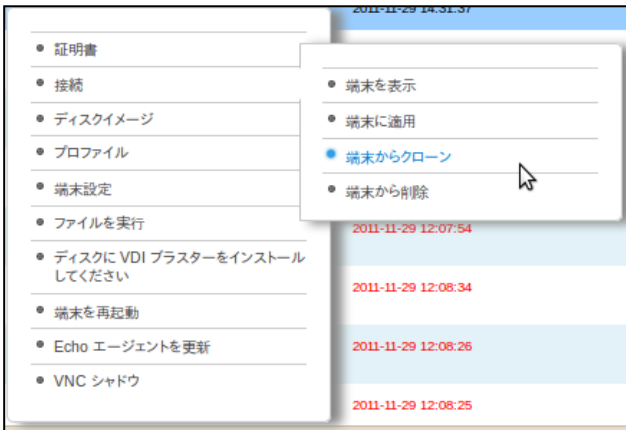 2011-11-29 14:31:37
証明書
接続
ディスクイメージ
プロファイル
端末設定
ファイルを実行
ディスクに VDI ブラスターをインストール
してください
端末を再起動
Echo エージェントを更新
VNC シャドウ
端末を表示
端末に適用
端末からクローン
端末から削除
2011-11-29 12:07:54
2011-11-29 12:08:34
2011-11-29 12:08:26
2011-11-29 12:08:25